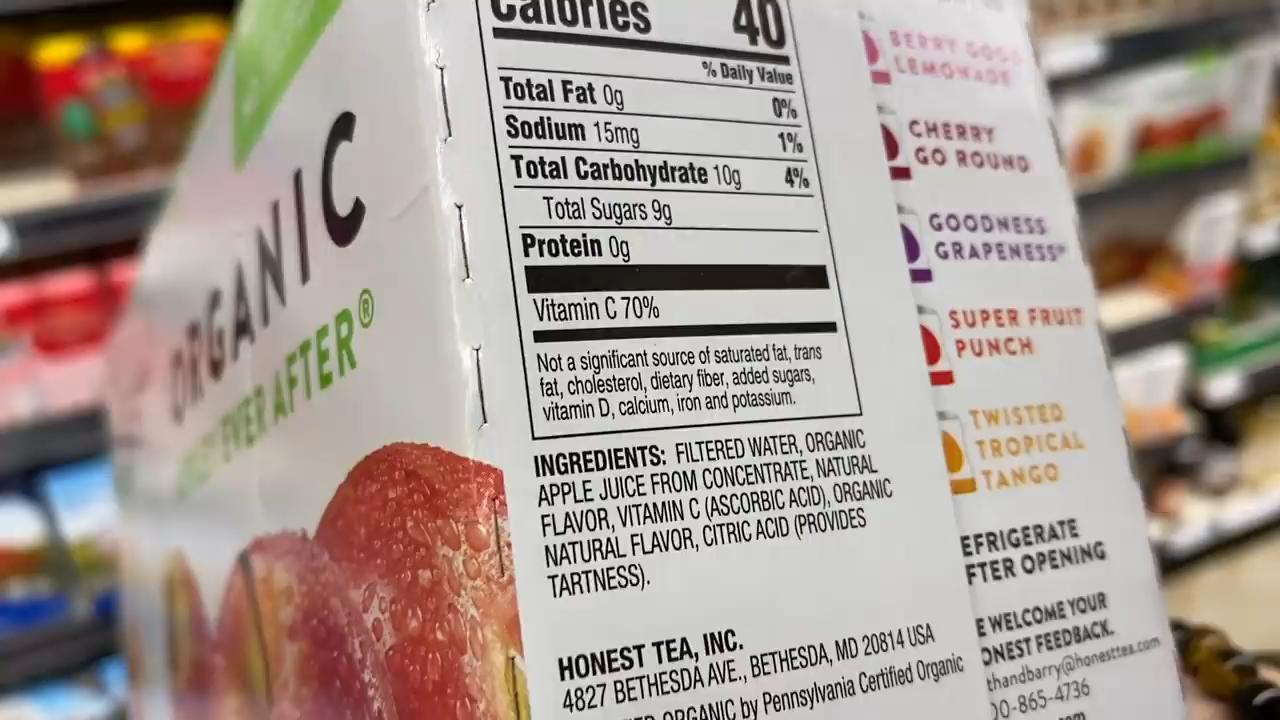 ORGANIC
EVER AFTER®
Calories 40
% Daily Value
Total Fat 0g 0%
Sodium 15mg 1%
Total Carbohydrate 10g 4%
Total Sugars 9g
Protein 0g
Vitamin C 70%
Not a significant source of saturated fat, trans
fat, cholesterol, dietary fiber, added sugars,
vitamin D, calcium, iron and potassium.
INGREDIENTS: FILTERED WATER, ORGANIC
APPLE JUICE FROM CONCENTRATE, NATURAL
FLAVOR, VITAMIN C (ASCORBIC ACID), ORGANIC
NATURAL FLAVOR, CITRIC ACID (PROVIDES
TARTNESS).
HONEST TEA, INC.
4827 BETHESDA AVE., BETHESDA, MD 20814 USA
ORGANIC by Pennsylvania Certified Organic
BERRY GOOD
LEMONADE
CHERRY
GO ROUND
GOODNESS
GRAPENESS®
SUPER FRUIT
PUNCH
TWISTED
TROPICAL
TANGO
EFRIGERATE
FTER OPENING
E WELCOME YOUR
ONEST FEEDBACK.
thandbarry@honesttea.com
00-865-4736